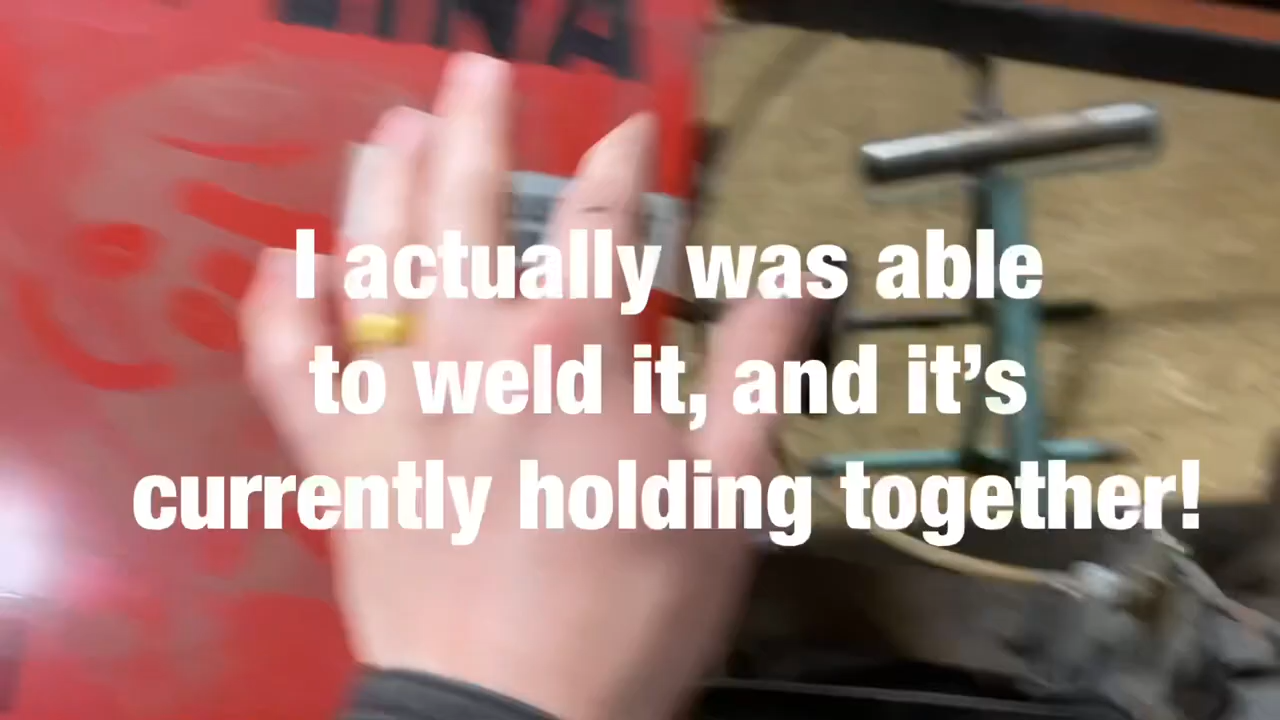 I actually was able
to weld it, and it’s
currently holding together!